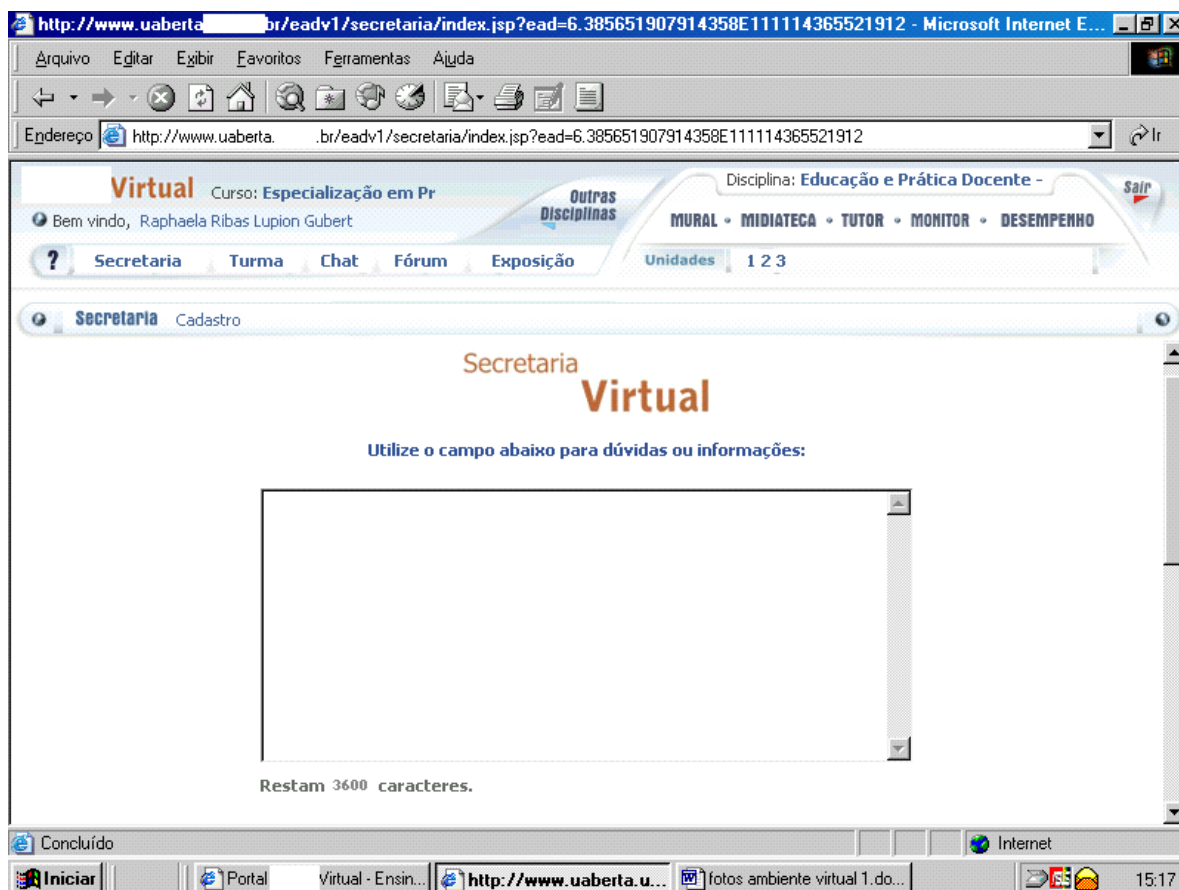 http://www.uaberta br/eadv1/secretaria/index.jsp?ead=6.385651907914358E111114365521912 - Microsoft Internet E...
Arquivo Editar Exibir Favoritos Ferramentas Ajuda
Endereço http://www.uaberta. .br/eadv1/secretaria/index.jsp?ead=6.385651907914358E111114365521912 Ir
Virtual Curso: Especialização em Pr Outras Disciplinas Disciplina: Educação e Prática Docente - Sair
Bem vindo, Raphaela Ribas Lupion Gubert MURAL • MIDIATECA • TUTOR • MONITOR • DESEMPENHO
? Secretaria Turma Chat Fórum Exposição Unidades 1 2 3
Secretaria Cadastro
Secretaria
Virtual
Utilize o campo abaixo para dúvidas ou informações:
Restam 3600 caracteres.
Concluído Internet
Iniciar Portal Virtual - Ensin... http://www.uaberta.u... fotos ambiente virtual 1.do... 15:17